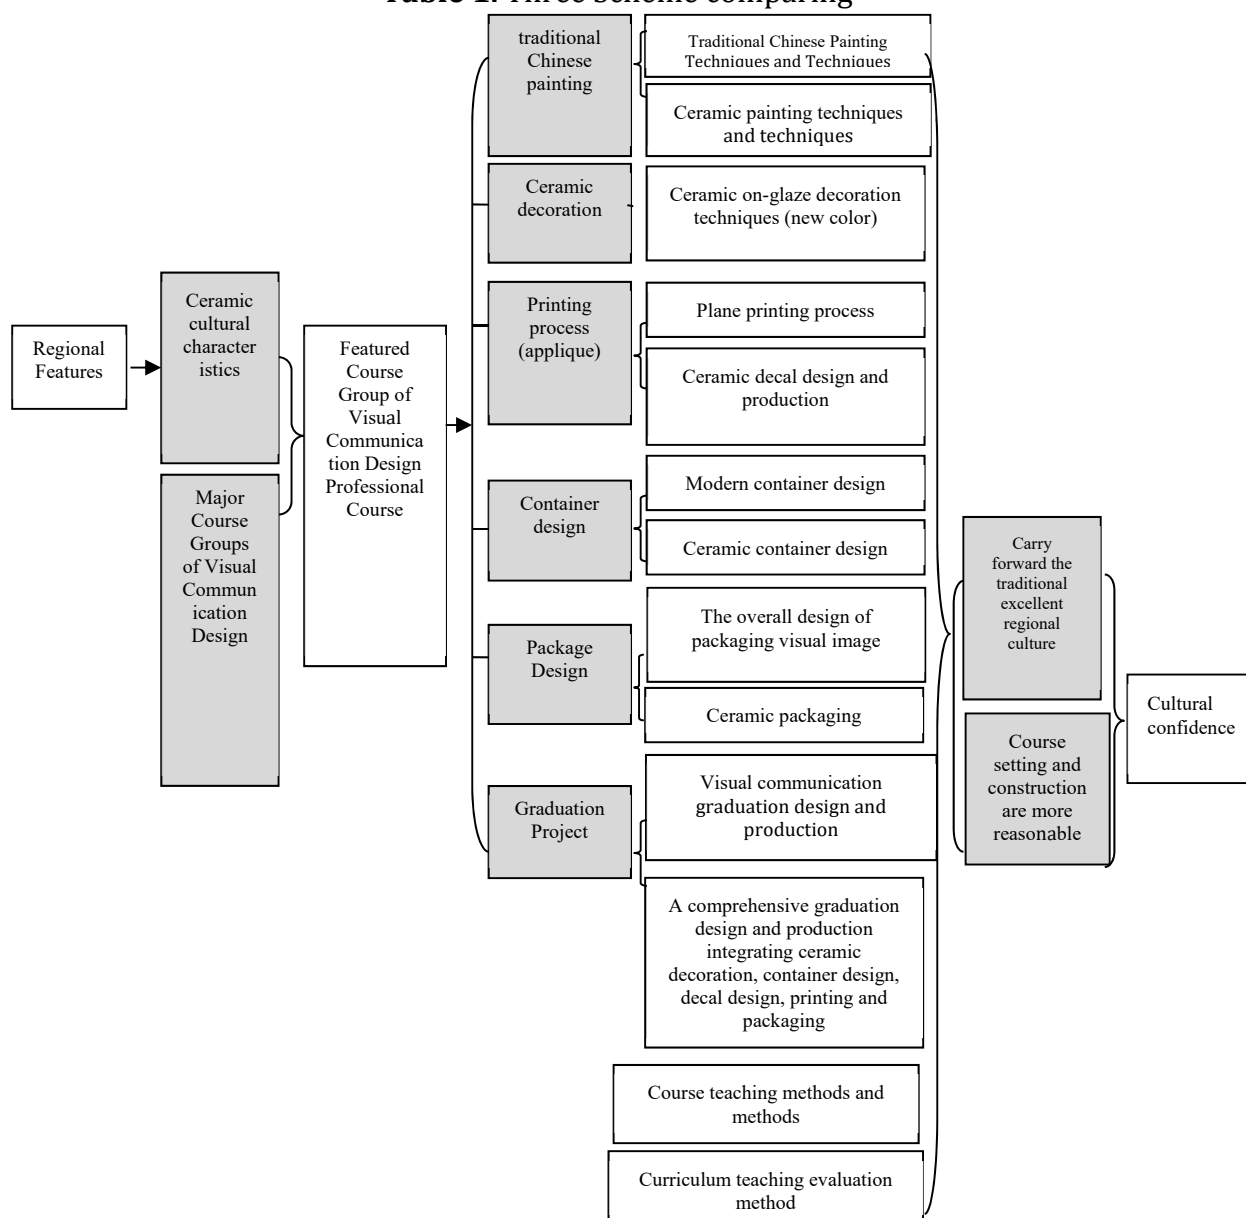 Table 1. Three scheme comparing
traditional
Chinese
painting
Traditional Chinese Painting
Techniques and Techniques
Ceramic painting techniques
and techniques
Ceramic
decoration
Ceramic on-glaze decoration
techniques (new color)
Printing
process
(applique)
Plane printing process
Ceramic decal design and
production
Regional
Features
Ceramic
cultural
character
istics
Major
Course
Groups
of Visual
Commun
ication
Design
Featured
Course
Group of
Visual
Communica
tion Design
Professional
Course
Container
design
Modern container design
Ceramic container design
Package
Design
The overall design of
packaging visual image
Ceramic packaging
Graduation
Project
Visual communication
graduation design and
production
A comprehensive graduation
design and production
integrating ceramic
decoration, container design,
decal design, printing and
packaging
Course teaching methods and
methods
Curriculum teaching evaluation
method
Carry
forward the
traditional
excellent
regional
culture
Course
setting and
construction
are more
reasonable
Cultural
confidence